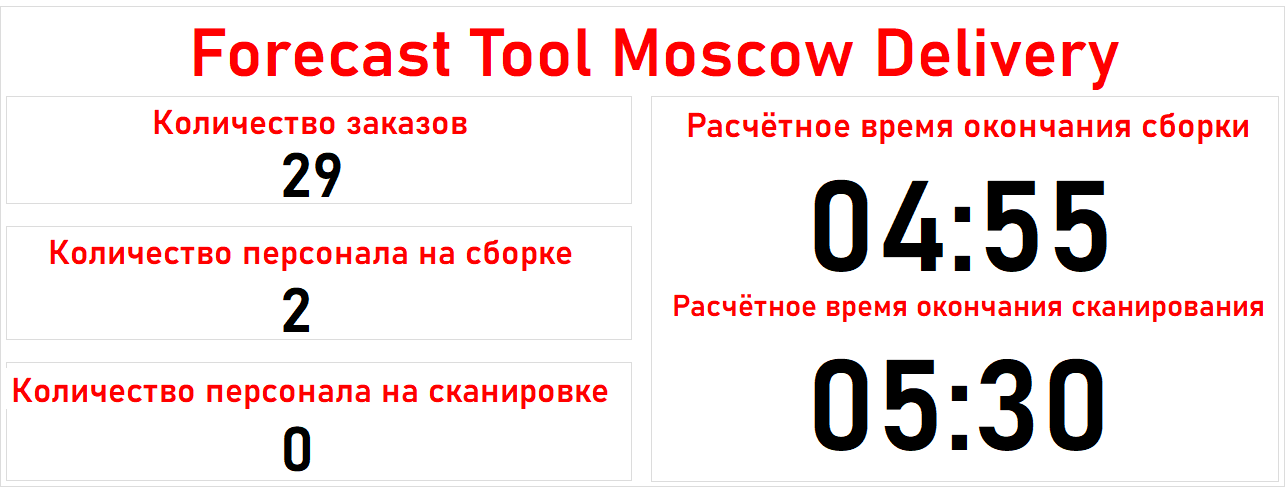 Forecast Tool Moscow Delivery
Количество заказов
29
Количество персонала на сборке
2
Количество персонала на сканировке
0
Расчётное время окончания сборки
04:55
Расчётное время окончания сканирования
05:30